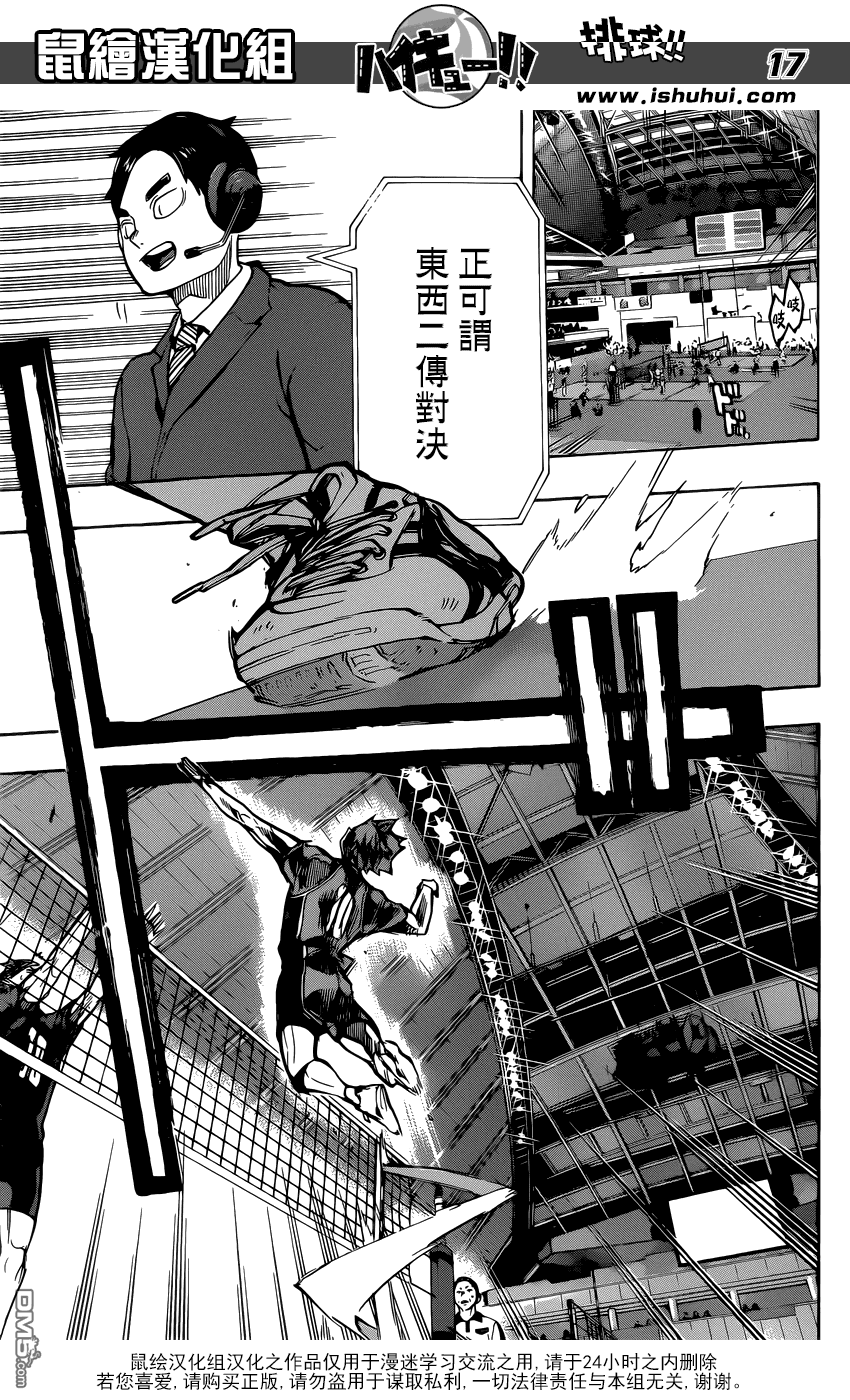 鼠繪漢化組
ハイキュー!!
排球!!
17
www.ishuhui.com
正可謂
東西二傳對決
吱
吱
ドドド
10
DM5
鼠绘汉化组汉化之作品仅用于漫迷学习交流之用,请于24小时之内删除
若您喜爱,请购买正版,请勿盗用于谋取私利,一切法律责任与本组无关,谢谢。